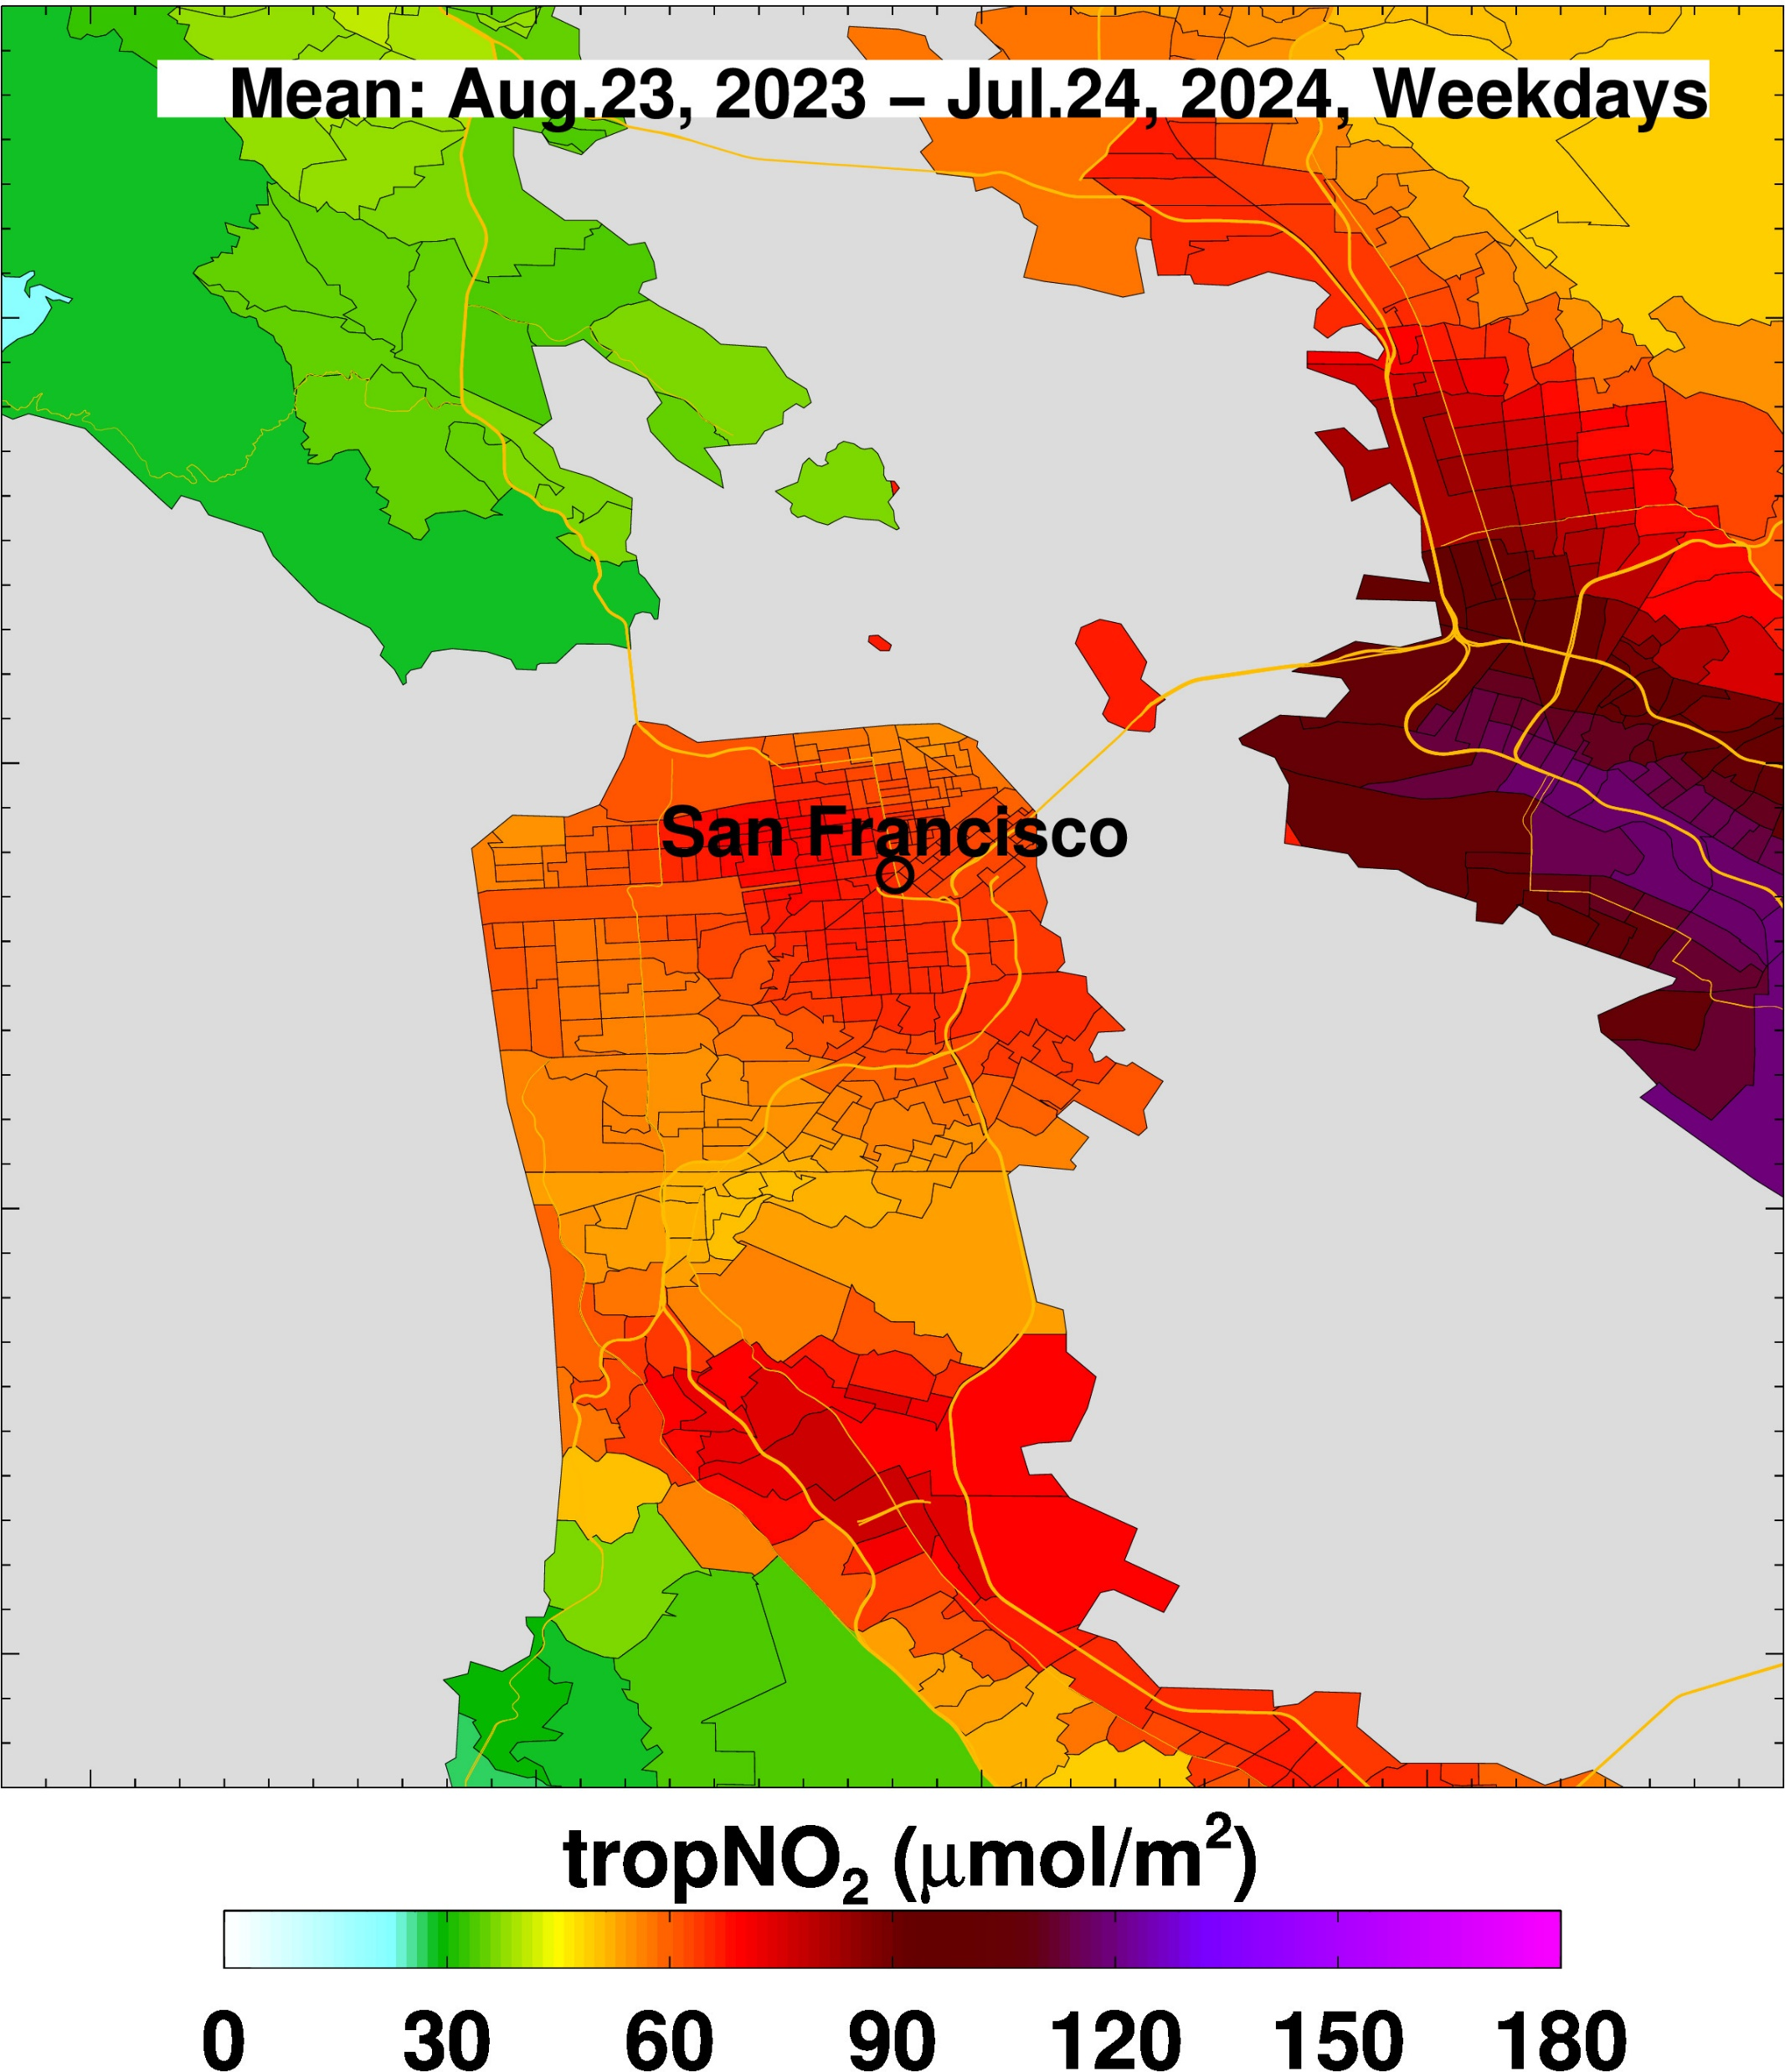 Mean: Aug.23, 2023 – Jul.24, 2024, Weekdays
San Francisco
tropNO₂ (μmol/m²)
0 30 60 90 120 150 180